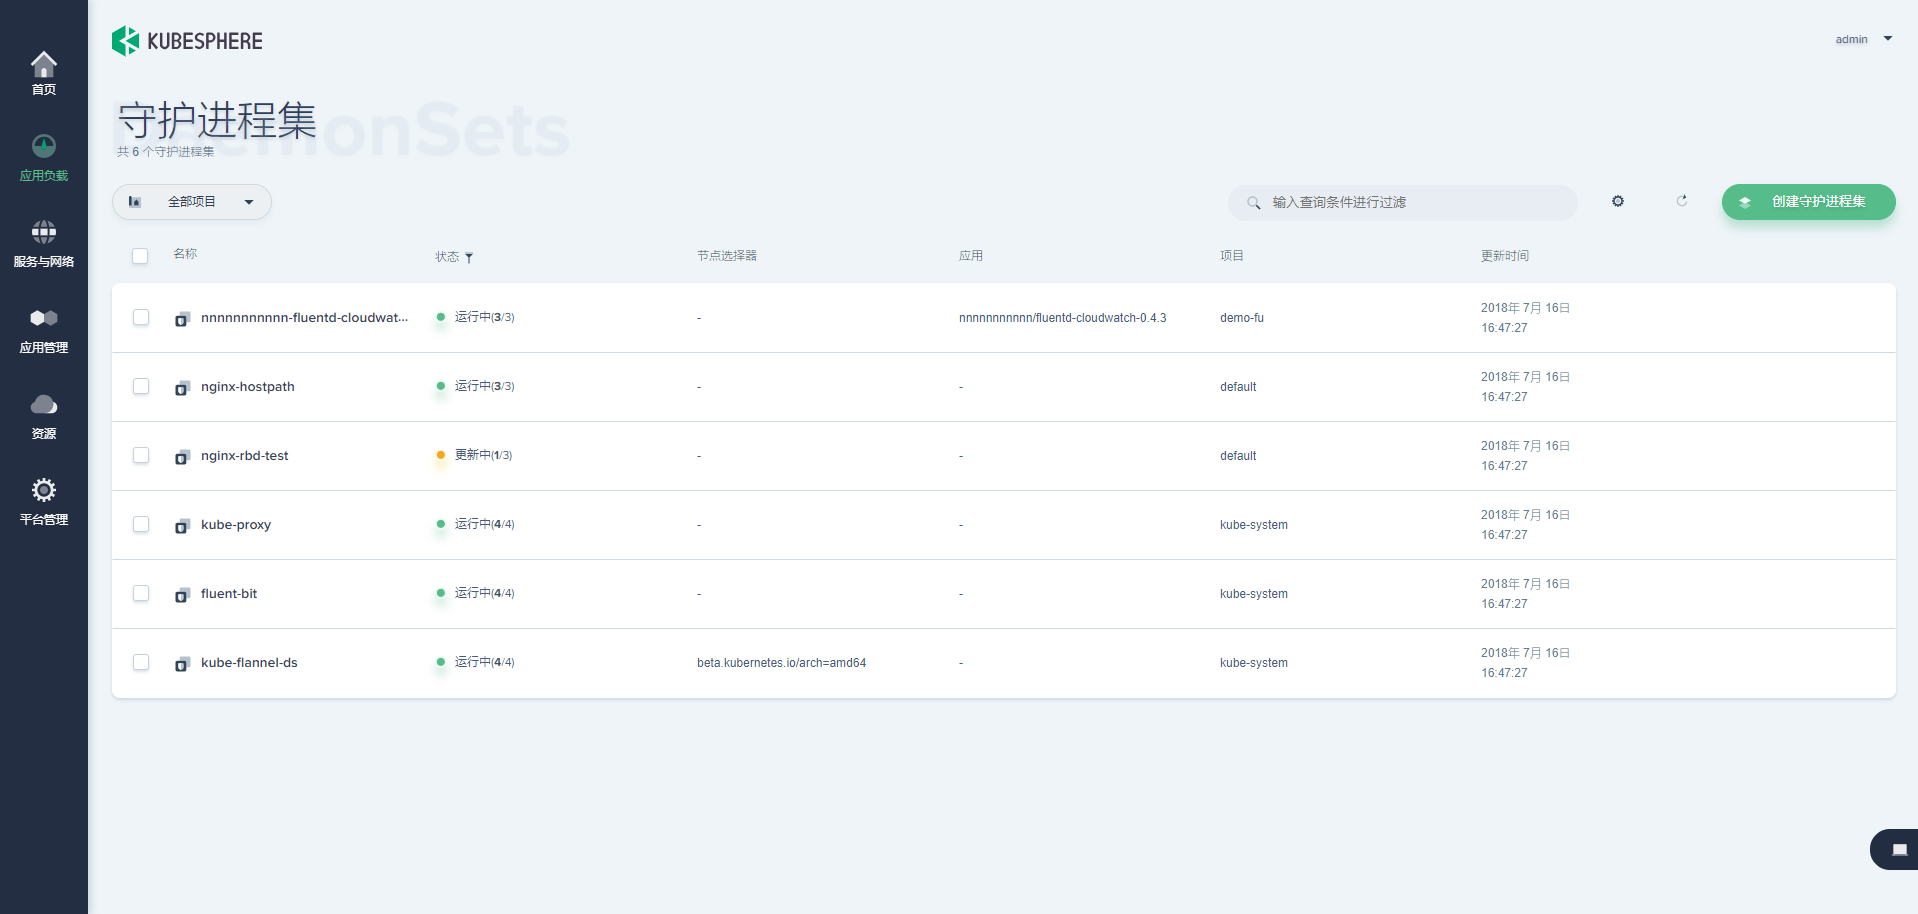 KUBESPHERE
admin
首页
应用负载
服务与网络
应用管理
资源
平台管理
DaemonSets
守护进程集
共 6 个守护进程集
全部项目
输入查询条件进行过滤
创建守护进程集
名称 状态 节点选择器 应用 项目 更新时间
nnnnnnnnnnn-fluentd-cloudwat... 运行中(3/3) - nnnnnnnnnnn/fluentd-cloudwatch-0.4.3 demo-fu 2018年 7月 16日
16:47:27
nginx-hostpath 运行中(3/3) - - default 2018年 7月 16日
16:47:27
nginx-rbd-test 更新中(1/3) - - default 2018年 7月 16日
16:47:27
kube-proxy 运行中(4/4) - - kube-system 2018年 7月 16日
16:47:27
fluent-bit 运行中(4/4) - - kube-system 2018年 7月 16日
16:47:27
kube-flannel-ds 运行中(4/4) beta.kubernetes.io/arch=amd64 - kube-system 2018年 7月 16日
16:47:27